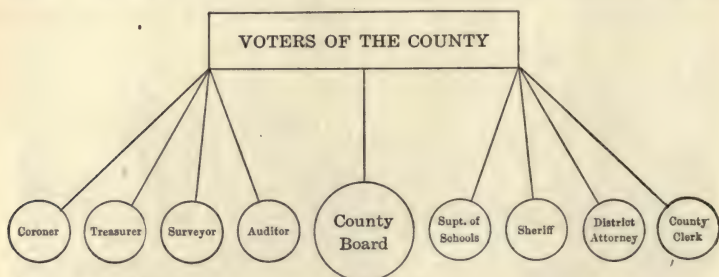 VOTERS OF THE COUNTY
Coroner
Treasurer
Surveyor
Auditor
County
Board
Supt. of
Schools
Sheriff
District
Attorney
County
Clerk